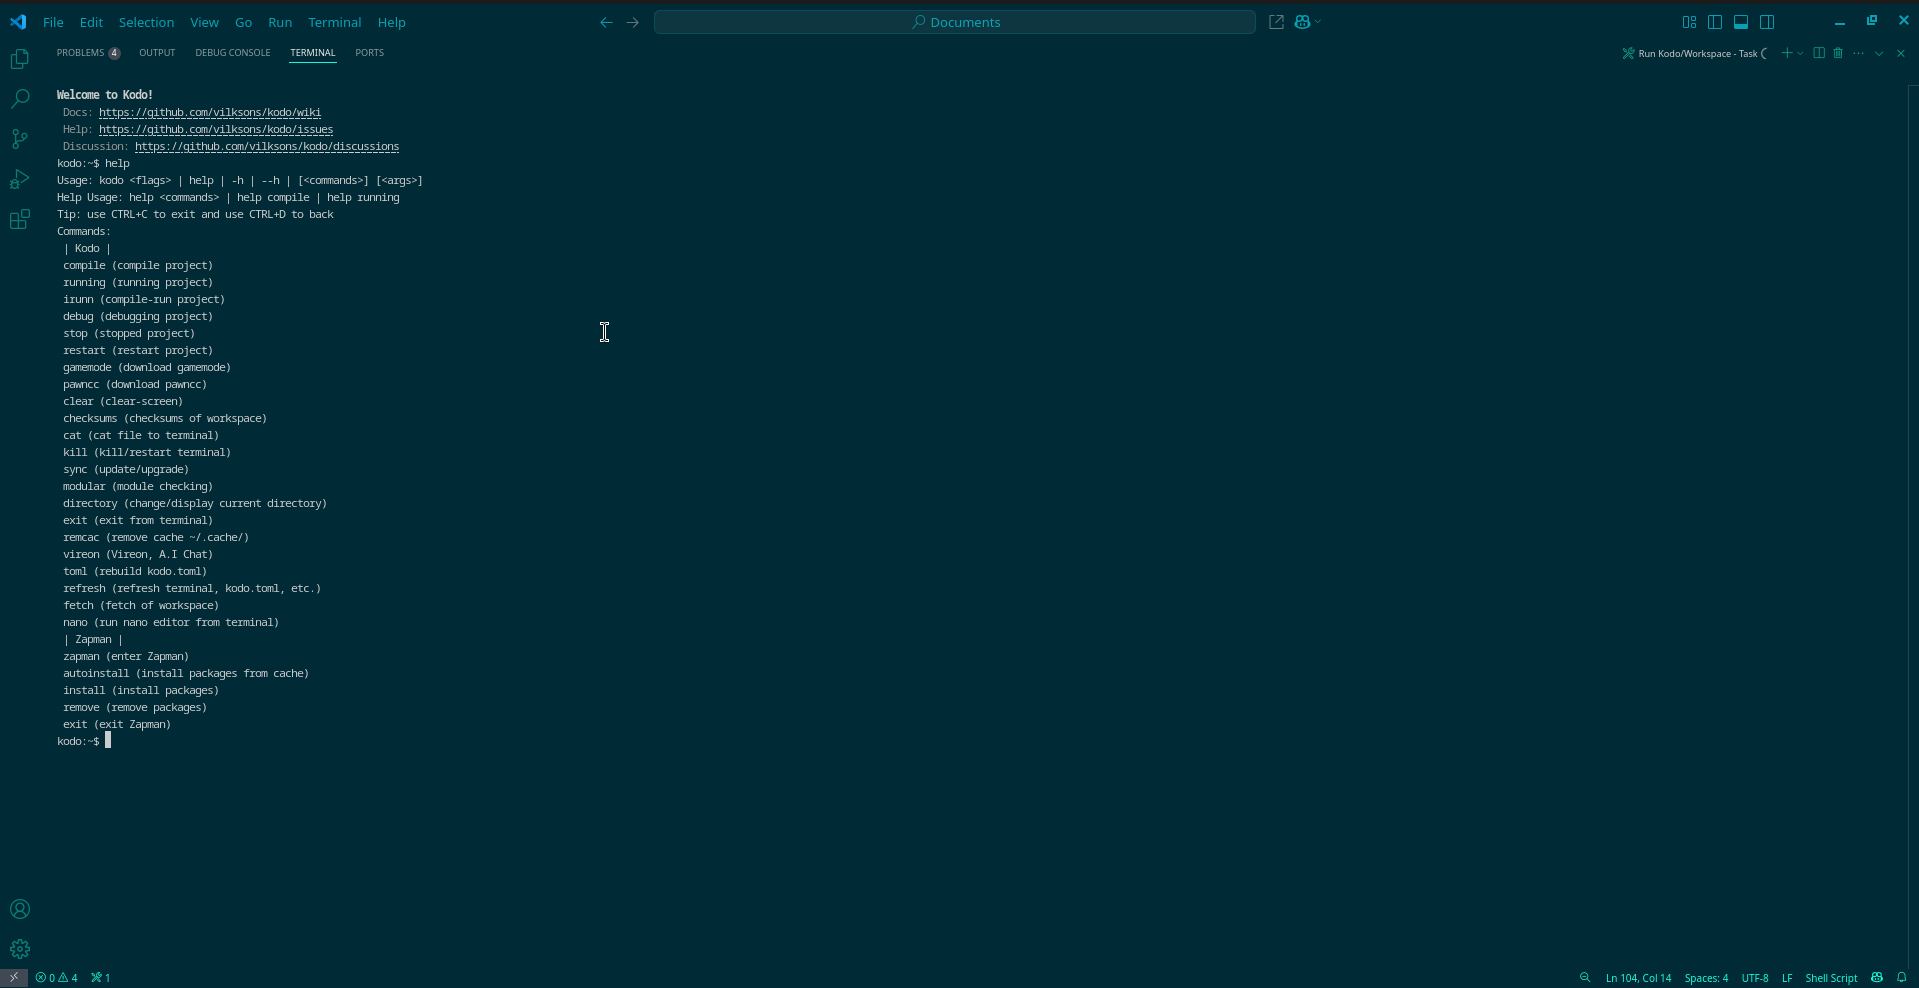 File Edit Selection View Go Run Terminal Help Documents
PROBLEMS 4 OUTPUT DEBUG CONSOLE TERMINAL PORTS Run Kodo/Workspace - Task
Welcome to Kodo!
Docs: https://github.com/vilksons/kodo/wiki
Help: https://github.com/vilksons/kodo/issues
Discussion: https://github.com/vilksons/kodo/discussions
kodo:~$ help
Usage: kodo <flags> | help | -h | --h | [<commands>] [<args>]
Help Usage: help <commands> | help compile | help running
Tip: use CTRL+C to exit and use CTRL+D to back
Commands:
| Kodo |
compile (compile project)
running (running project)
irunn (compile-run project)
debug (debugging project)
stop (stopped project)
restart (restart project)
gamemode (download gamemode)
pawncc (download pawncc)
clear (clear-screen)
checksums (checksums of workspace)
cat (cat file to terminal)
kill (kill/restart terminal)
sync (update/upgrade)
modular (module checking)
directory (change/display current directory)
exit (exit from terminal)
remcac (remove cache ~/.cache/)
vireon (Vireon, A.I Chat)
toml (rebuild kodo.toml)
refresh (refresh terminal, kodo.toml, etc.)
fetch (fetch of workspace)
nano (run nano editor from terminal)
| Zapman |
zapman (enter Zapman)
autoinstall (install packages from cache)
install (install packages)
remove (remove packages)
exit (exit Zapman)
kodo:~$
0 4 1 Ln 104, Col 14 Spaces: 4 UTF-8 LF Shell Script